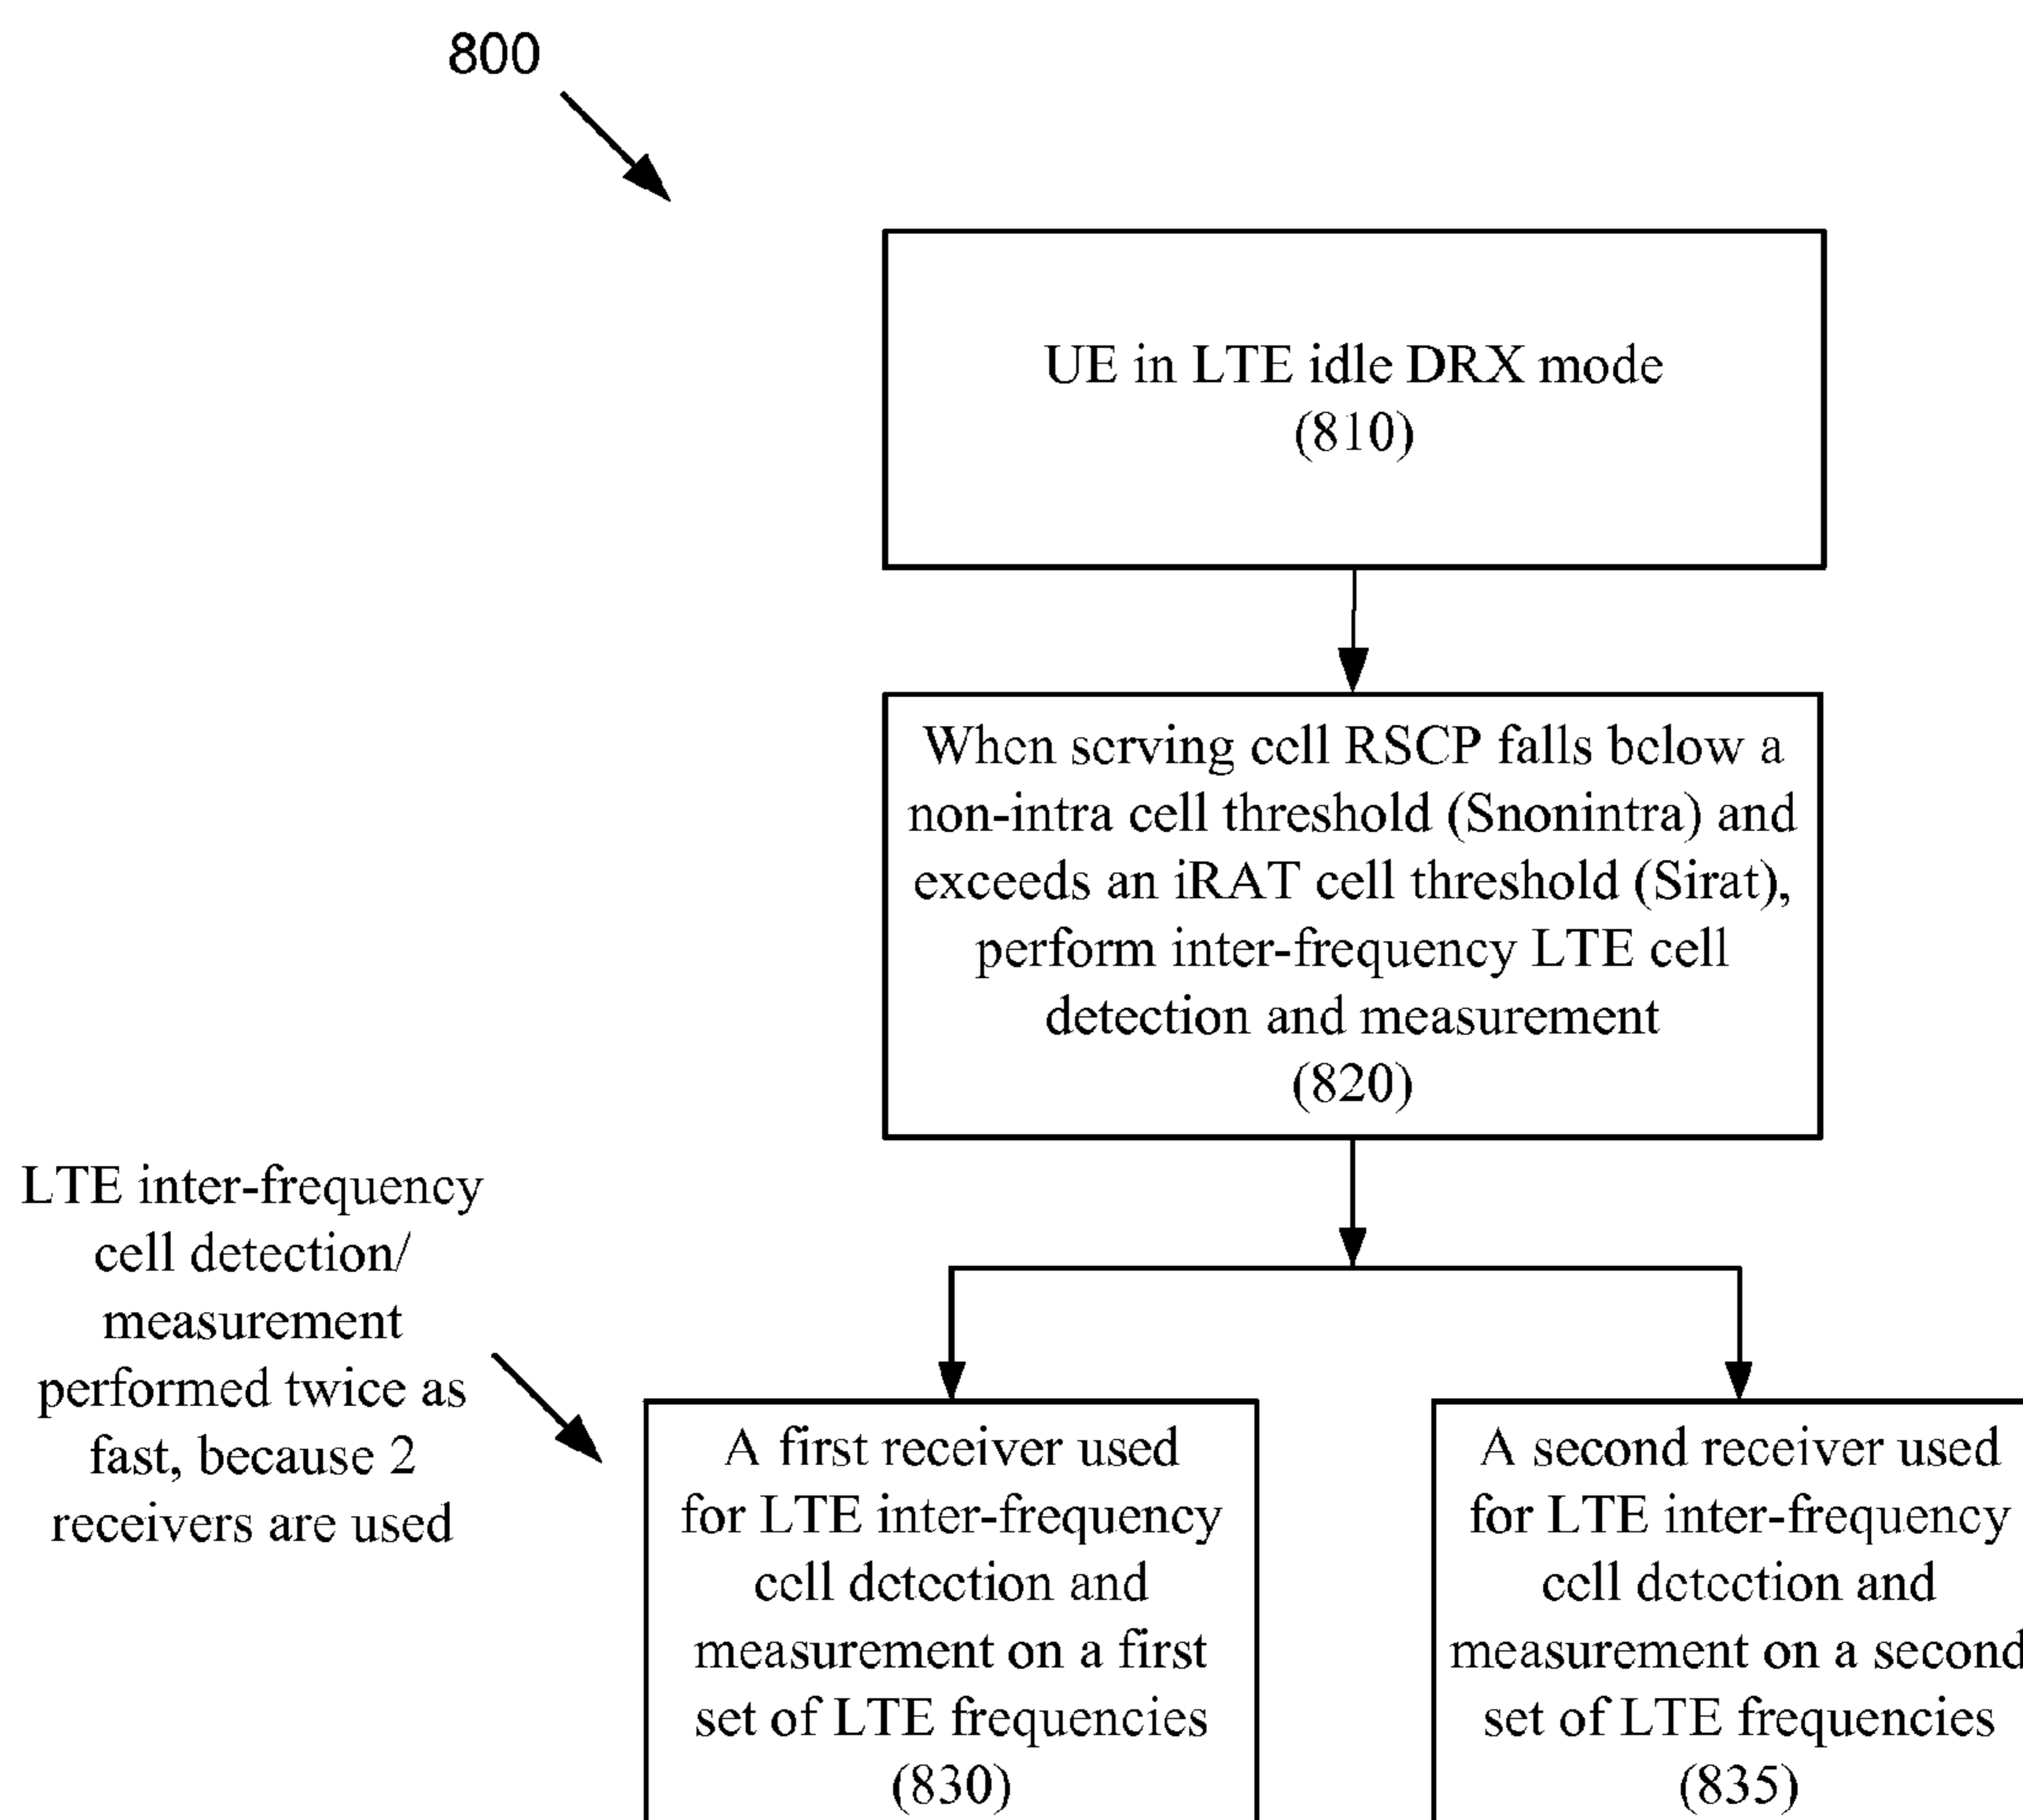 800
UE in LTE idle DRX mode
(810)
When serving cell RSCP falls below a
non-intra cell threshold (Snonintra) and
exceeds an iRAT cell threshold (Sirat),
perform inter-frequency LTE cell
detection and measurement
(820)
LTE inter-frequency
cell detection/
measurement
performed twice as
fast, because 2
receivers are used
A first receiver used
for LTE inter-frequency
cell detection and
measurement on a first
set of LTE frequencies
(830)
A second receiver used
for LTE inter-frequency
cell detection and
measurement on a second
set of LTE frequencies
(835)